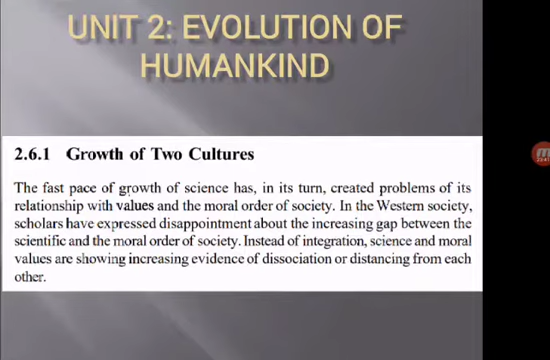 UNIT 2: EVOLUTION OF
HUMANKIND
2.6.1 Growth of Two Cultures
The fast pace of growth of science has, in its turn, created problems of its
relationship with values and the moral order of society. In the Western society,
scholars have expressed disappointment about the increasing gap between the
scientific and the moral order of society. Instead of integration, science and moral
values are showing increasing evidence of dissociation or distancing from each
other.